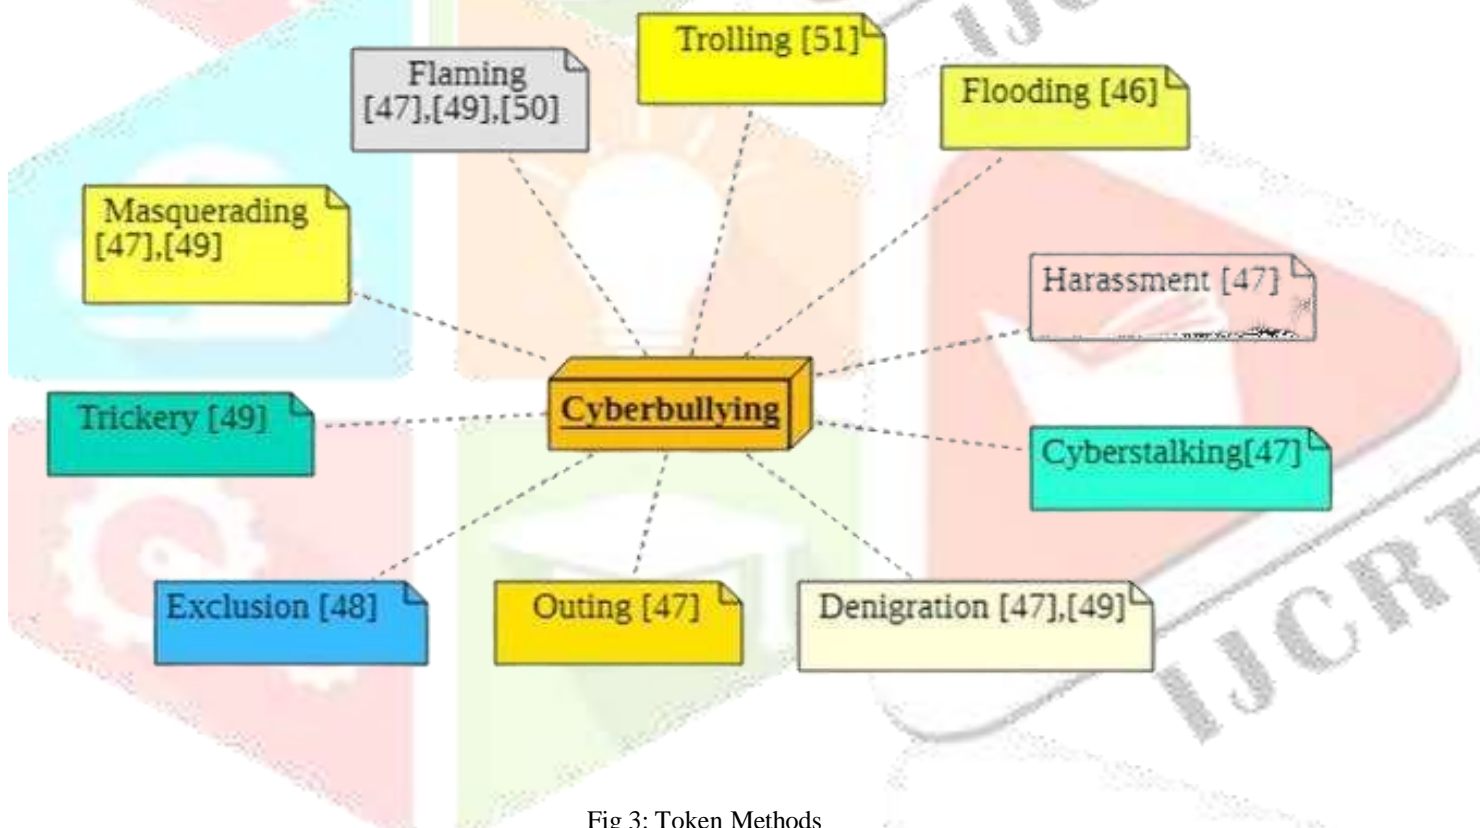 IJCR
Trolling [51]
Flaming
[47],[49],[50]
Flooding [46]
Masquerading
[47],[49]
Harassment [47]
Cyberbullying
Trickery [49]
Cyberstalking[47]
Exclusion [48]
Outing [47]
Denigration [47],[49]
IJCRT
Fig 3: Token Methods